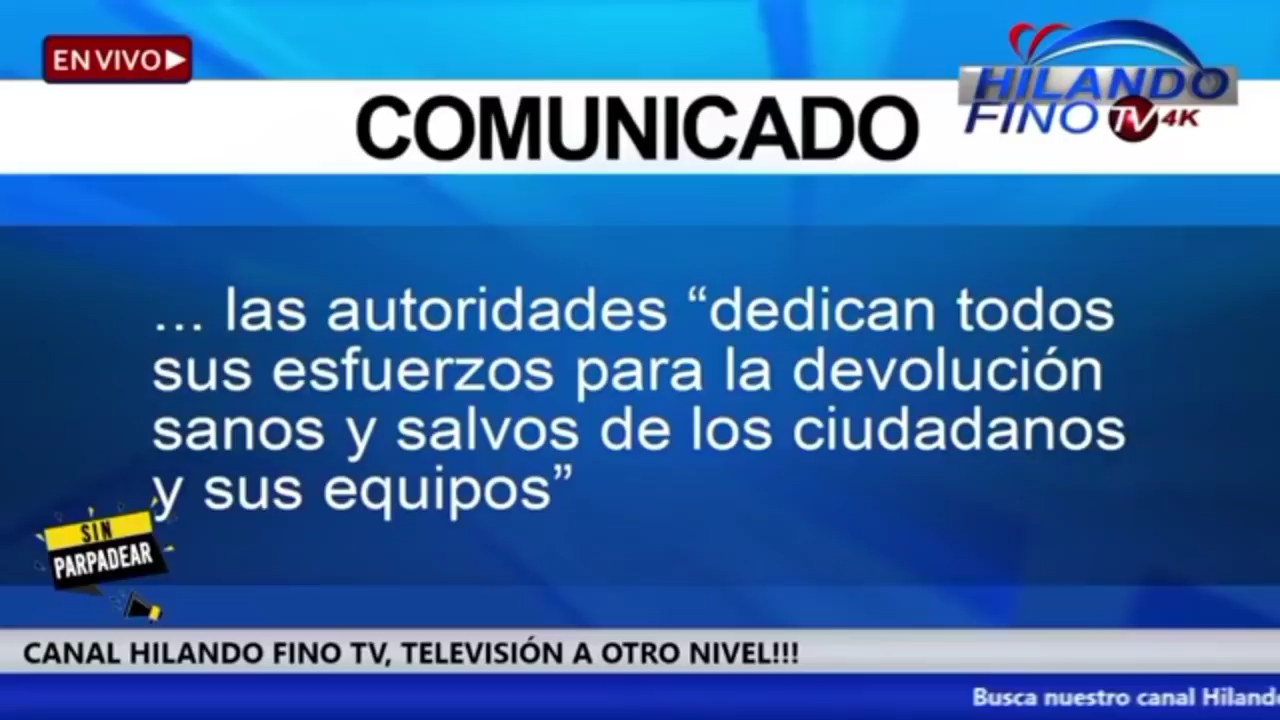 EN VIVO
HILANDO
FINO TV 4K
COMUNICADO
... las autoridades “dedican todos
sus esfuerzos para la devolución
sanos y salvos de los ciudadanos
y sus equipos”
SIN
PARPADEAR
CANAL HILANDO FINO TV, TELEVISIÓN A OTRO NIVEL!!!
Busca nuestro canal Hiland